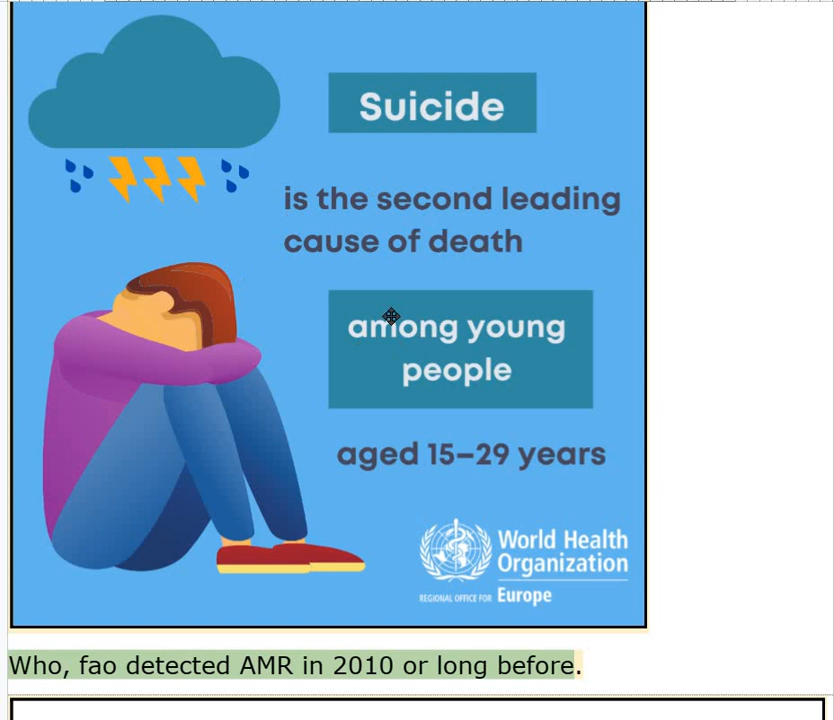 Suicide
is the second leading
cause of death
among young
people
aged 15–29 years
World Health
Organization
REGIONAL OFFICE FOR Europe
Who, fao detected AMR in 2010 or long before.